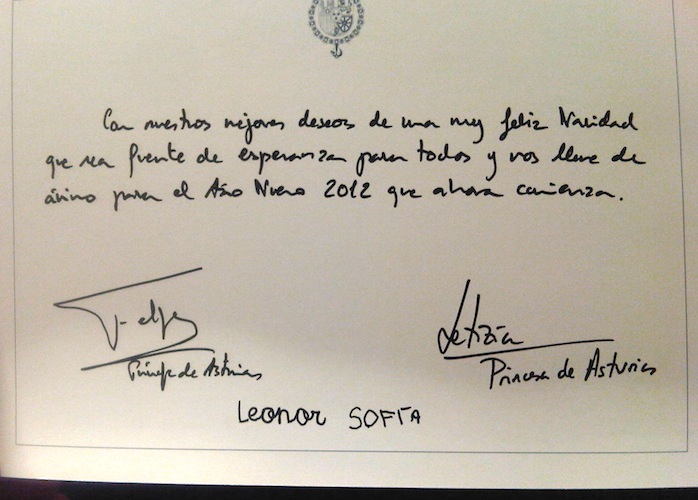 Con nuestros mejores deseos de una muy feliz Navidad
que sea fuente de esperanza para todos y nos llene de
ánimo para el Año Nuevo 2012 que ahora comienza.
Felipe
Letizia
Príncipe de Asturias
Princesa de Asturias
Leonor SOFÍA